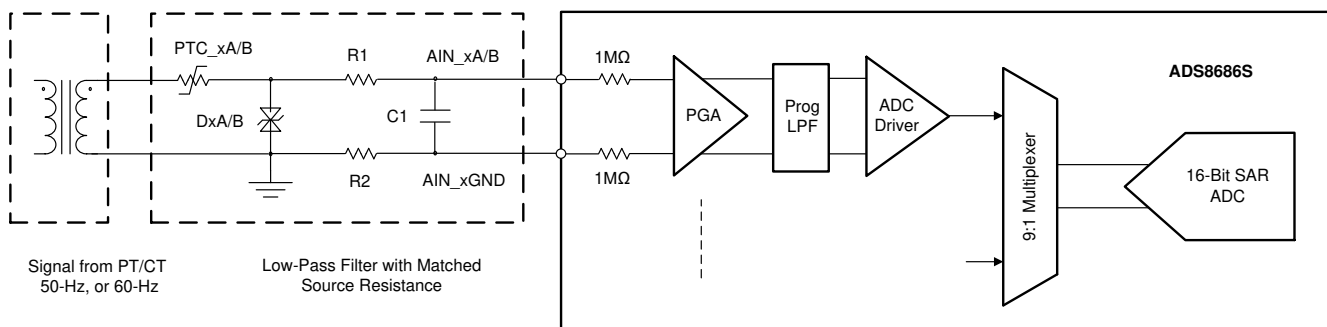 PTC_xA/B
R1
AIN_xA/B
1MΩ
ADS8686S
DxA/B
C1
PGA
Prog
LPF
ADC
Driver
9:1 Multiplexer
16-Bit SAR
ADC
R2
AIN_xGND
1MΩ
Signal from PT/CT
50-Hz, or 60-Hz
Low-Pass Filter with Matched
Source Resistance